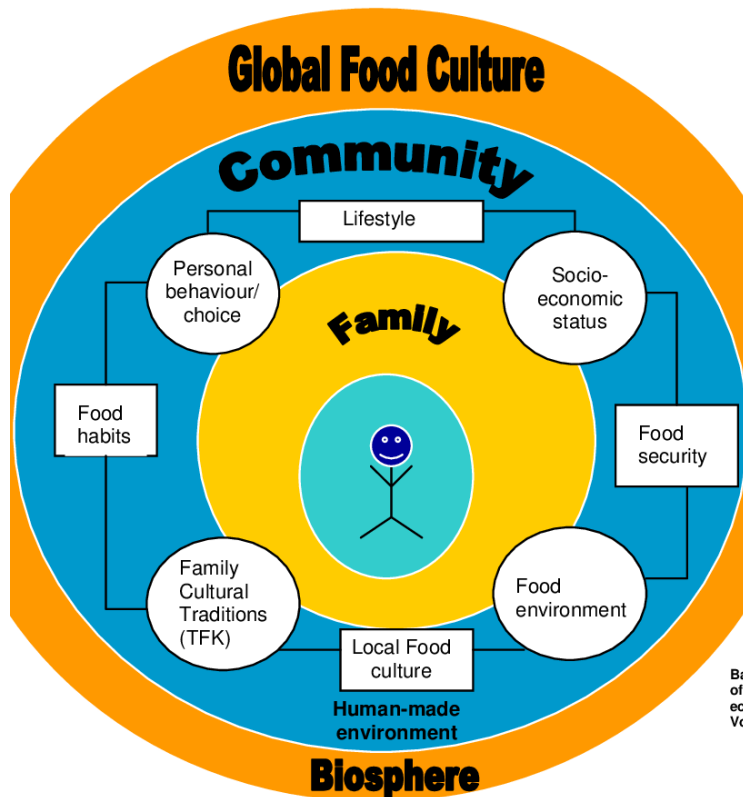 Global Food Culture
Community
Lifestyle
Personal
behaviour/
choice
Socio-
economic
status
Family
Food
habits
Food
security
Family
Cultural
Traditions
(TFK)
Food
environment
Local Food
culture
Human-made
environment
Biosphere
of